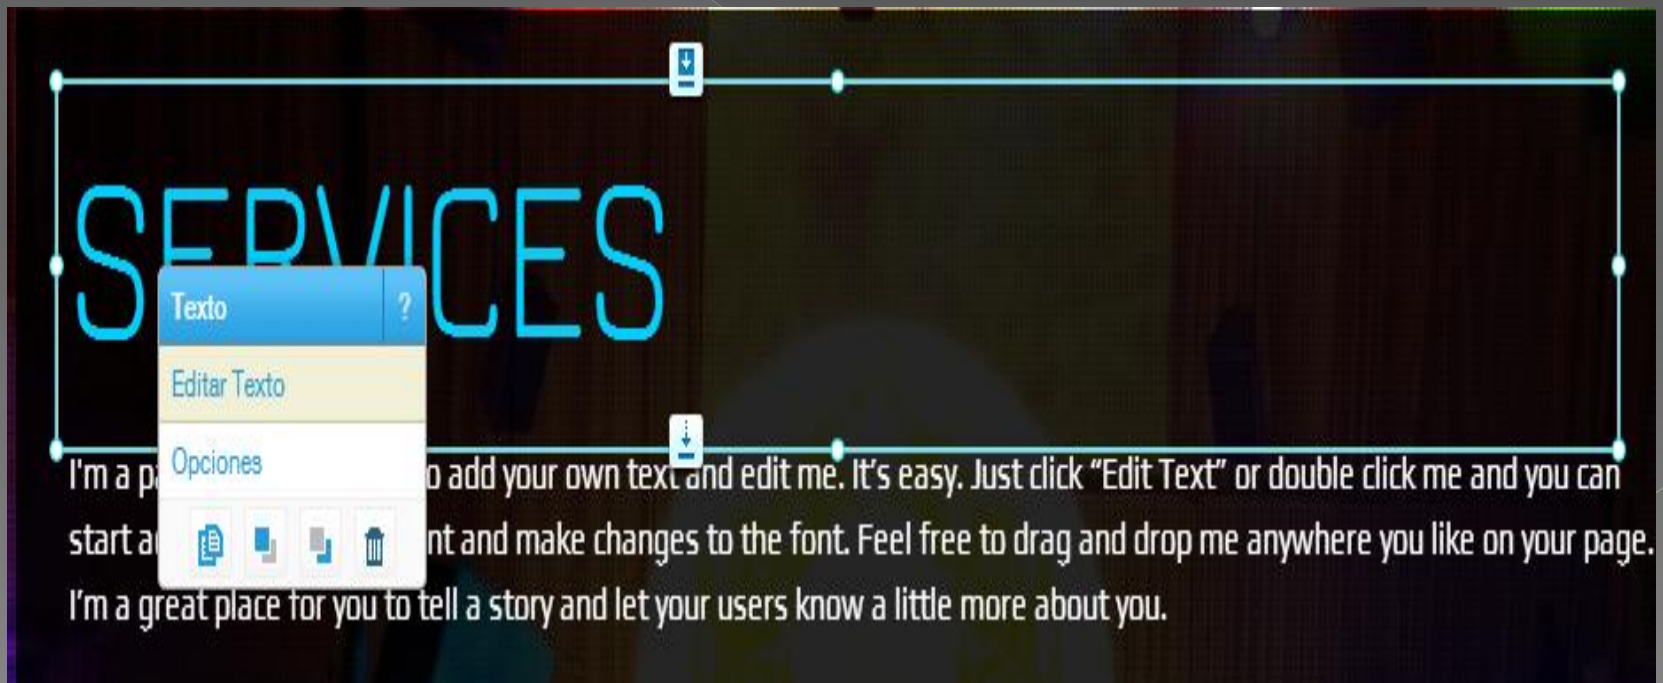 SERVICES
Texto ?
Editar Texto
Opciones
I'm a add your own text and edit me. It's easy. Just click “Edit Text” or double click me and you can
start and make changes to the font. Feel free to drag and drop me anywhere you like on your page.
I'm a great place for you to tell a story and let your users know a little more about you.